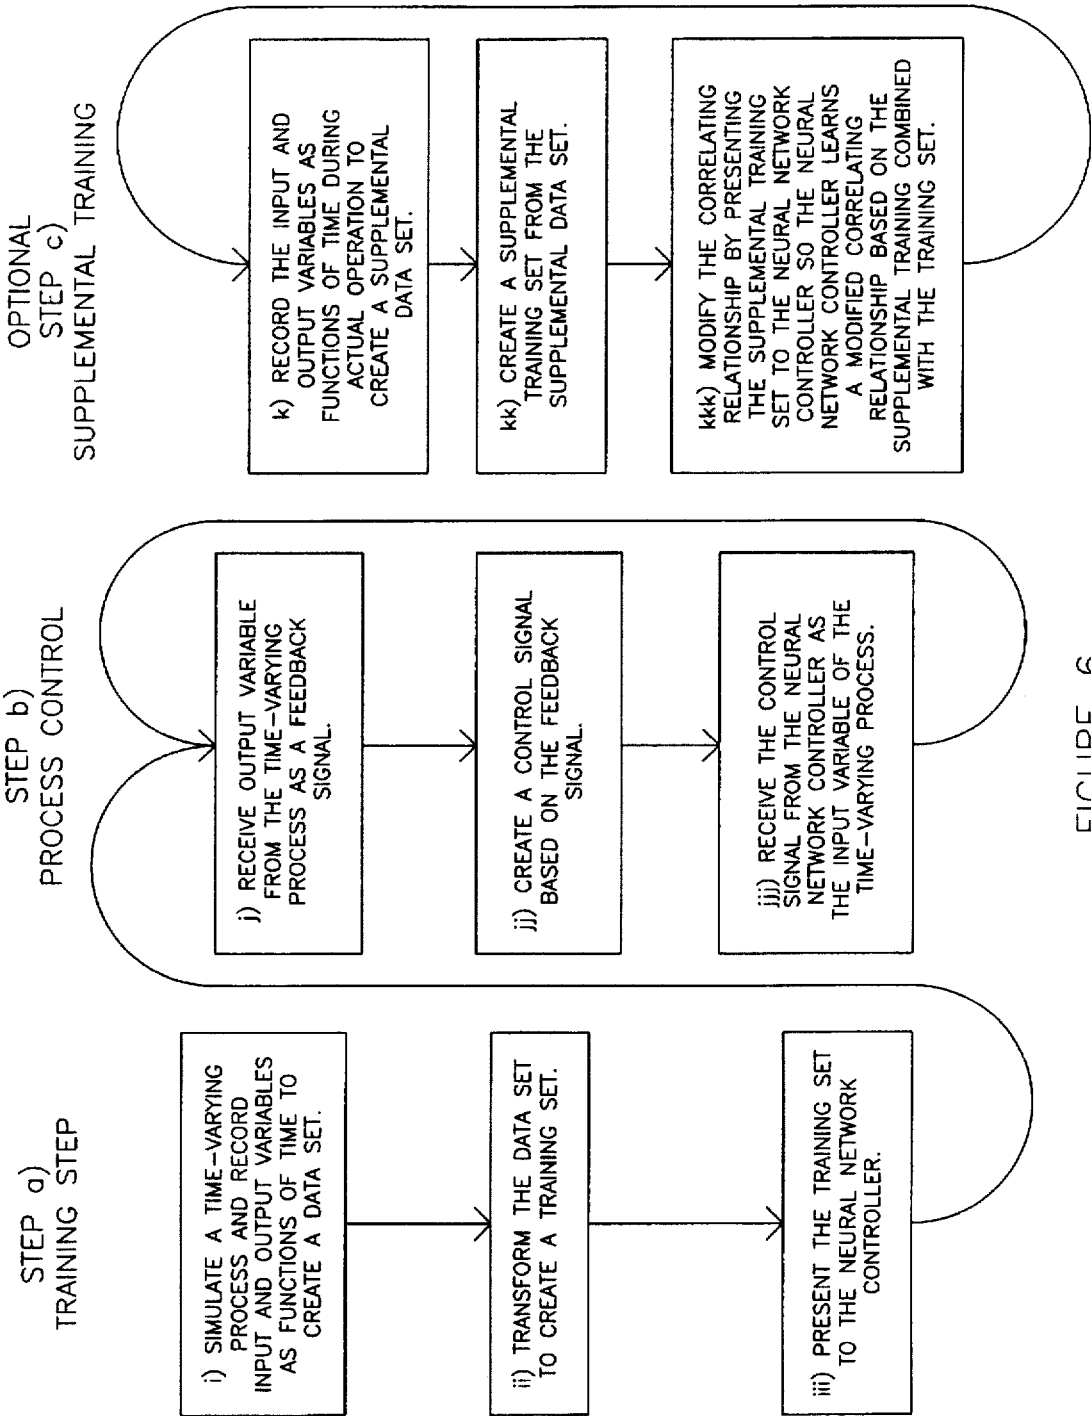 STEP a)
TRAINING STEP
i) SIMULATE A TIME-VARYING
PROCESS AND RECORD
INPUT AND OUTPUT VARIABLES
AS FUNCTIONS OF TIME TO
CREATE A DATA SET.
ii) TRANSFORM THE DATA SET
TO CREATE A TRAINING SET.
iii) PRESENT THE TRAINING SET
TO THE NEURAL NETWORK
CONTROLLER.
STEP b)
PROCESS CONTROL
j) RECEIVE OUTPUT VARIABLE
FROM THE TIME-VARYING
PROCESS AS A FEEDBACK
SIGNAL.
jj) CREATE A CONTROL SIGNAL
BASED ON THE FEEDBACK
SIGNAL.
jjj) RECEIVE THE CONTROL
SIGNAL FROM THE NEURAL
NETWORK CONTROLLER AS
THE INPUT VARIABLE OF THE
TIME-VARYING PROCESS.
OPTIONAL
STEP c)
SUPPLEMENTAL TRAINING
k) RECORD THE INPUT AND
OUTPUT VARIABLES AS
FUNCTIONS OF TIME DURING
ACTUAL OPERATION TO
CREATE A SUPPLEMENTAL
DATA SET.
kk) CREATE A SUPPLEMENTAL
TRAINING SET FROM THE
SUPPLEMENTAL DATA SET.
kkk) MODIFY THE CORRELATING
RELATIONSHIP BY PRESENTING
THE SUPPLEMENTAL TRAINING
SET TO THE NEURAL NETWORK
CONTROLLER SO THE NEURAL
NETWORK CONTROLLER LEARNS
A MODIFIED CORRELATING
RELATIONSHIP BASED ON THE
SUPPLEMENTAL TRAINING COMBINED
WITH THE TRAINING SET.
FIGURE 6